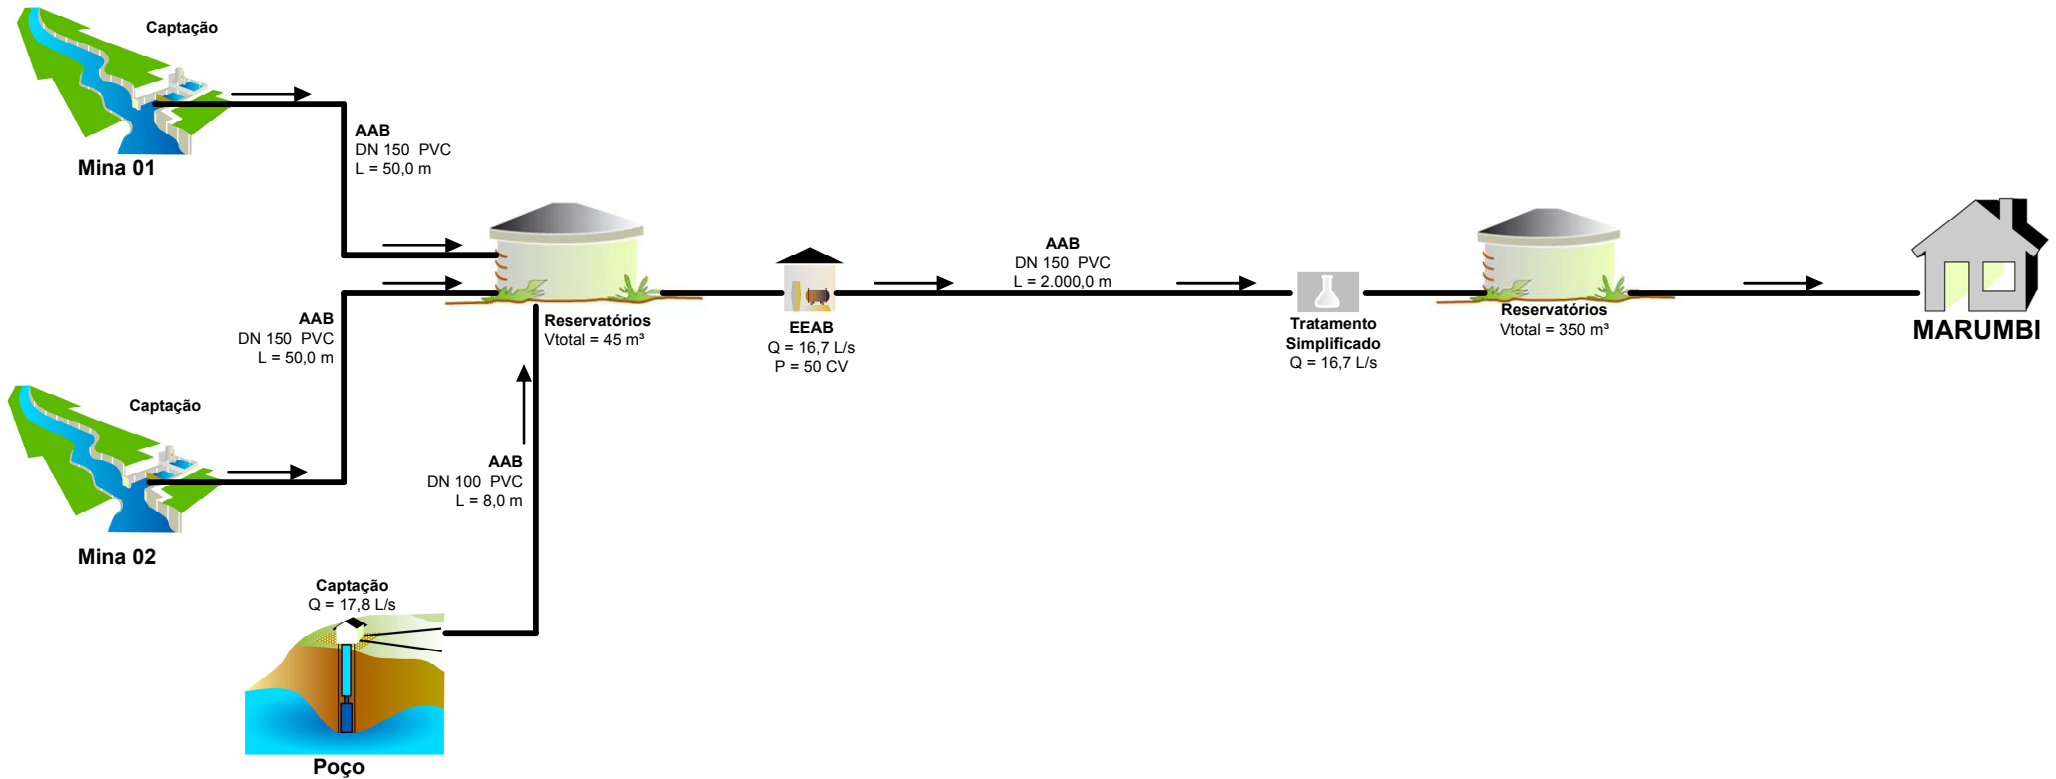 Captação
Mina 01
AAB
DN 150  PVC
L = 50,0 m
AAB
DN 150  PVC
L = 50,0 m
Captação
Mina 02
Captação
Q = 17,8 L/s
Poço
AAB
DN 100  PVC
L = 8,0 m
Reservatórios
Vtotal = 45 m³
EEAB
Q = 16,7 L/s
P = 50 CV
AAB
DN 150  PVC
L = 2.000,0 m
Tratamento
Simplificado
Q = 16,7 L/s
Reservatórios
Vtotal = 350 m³
MARUMBI